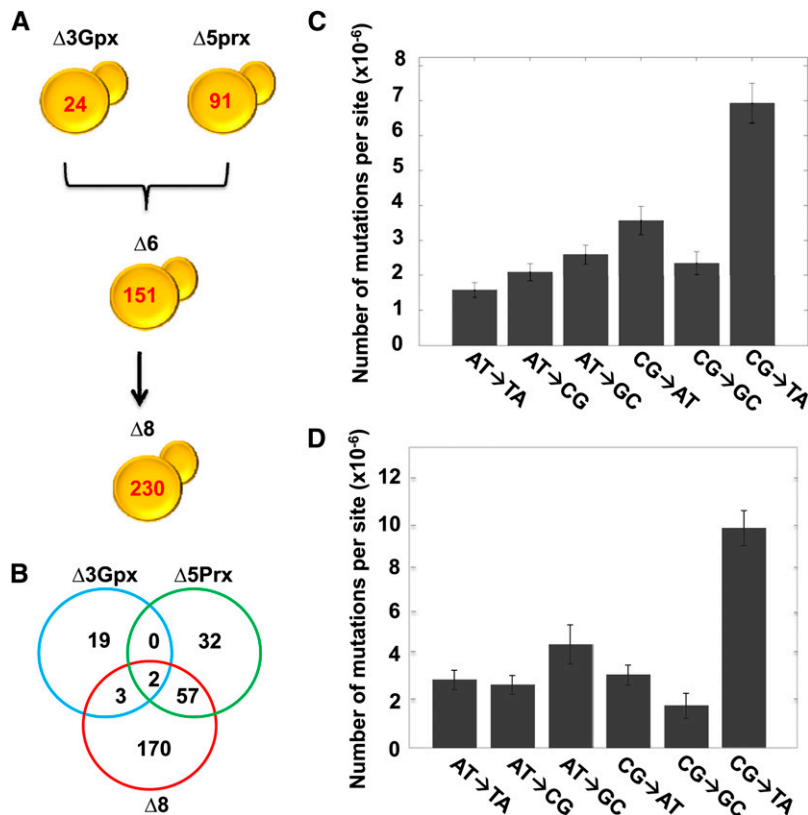 A
Δ3Gpx Δ5prx
24 91
Δ6
151
Δ8
230
B
Δ3Gpx Δ5Prx
19 0 32
2
3 57
170
Δ8
C
Number of mutations per site (x10-6)
8
7
6
5
4
3
2
1
0
AT→TA
AT→CG
AT→GC
CG→AT
CG→GC
CG→TA
D
Number of mutations per site (x10-6)
12
10
8
6
4
2
0
AT→TA
AT→CG
AT→GC
CG→AT
CG→GC
CG→TA